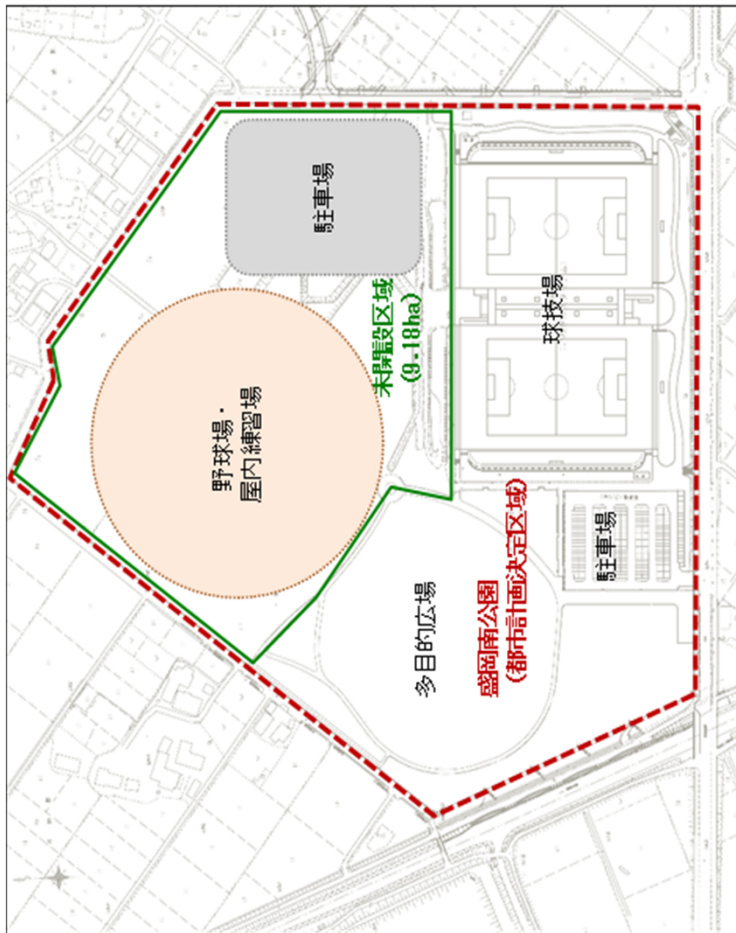 駐車場
未開設区域
(9.18ha)
球技場
野球場・
屋内練習場
駐車場
盛岡南公園
(都市計画決定区域)
多目的広場